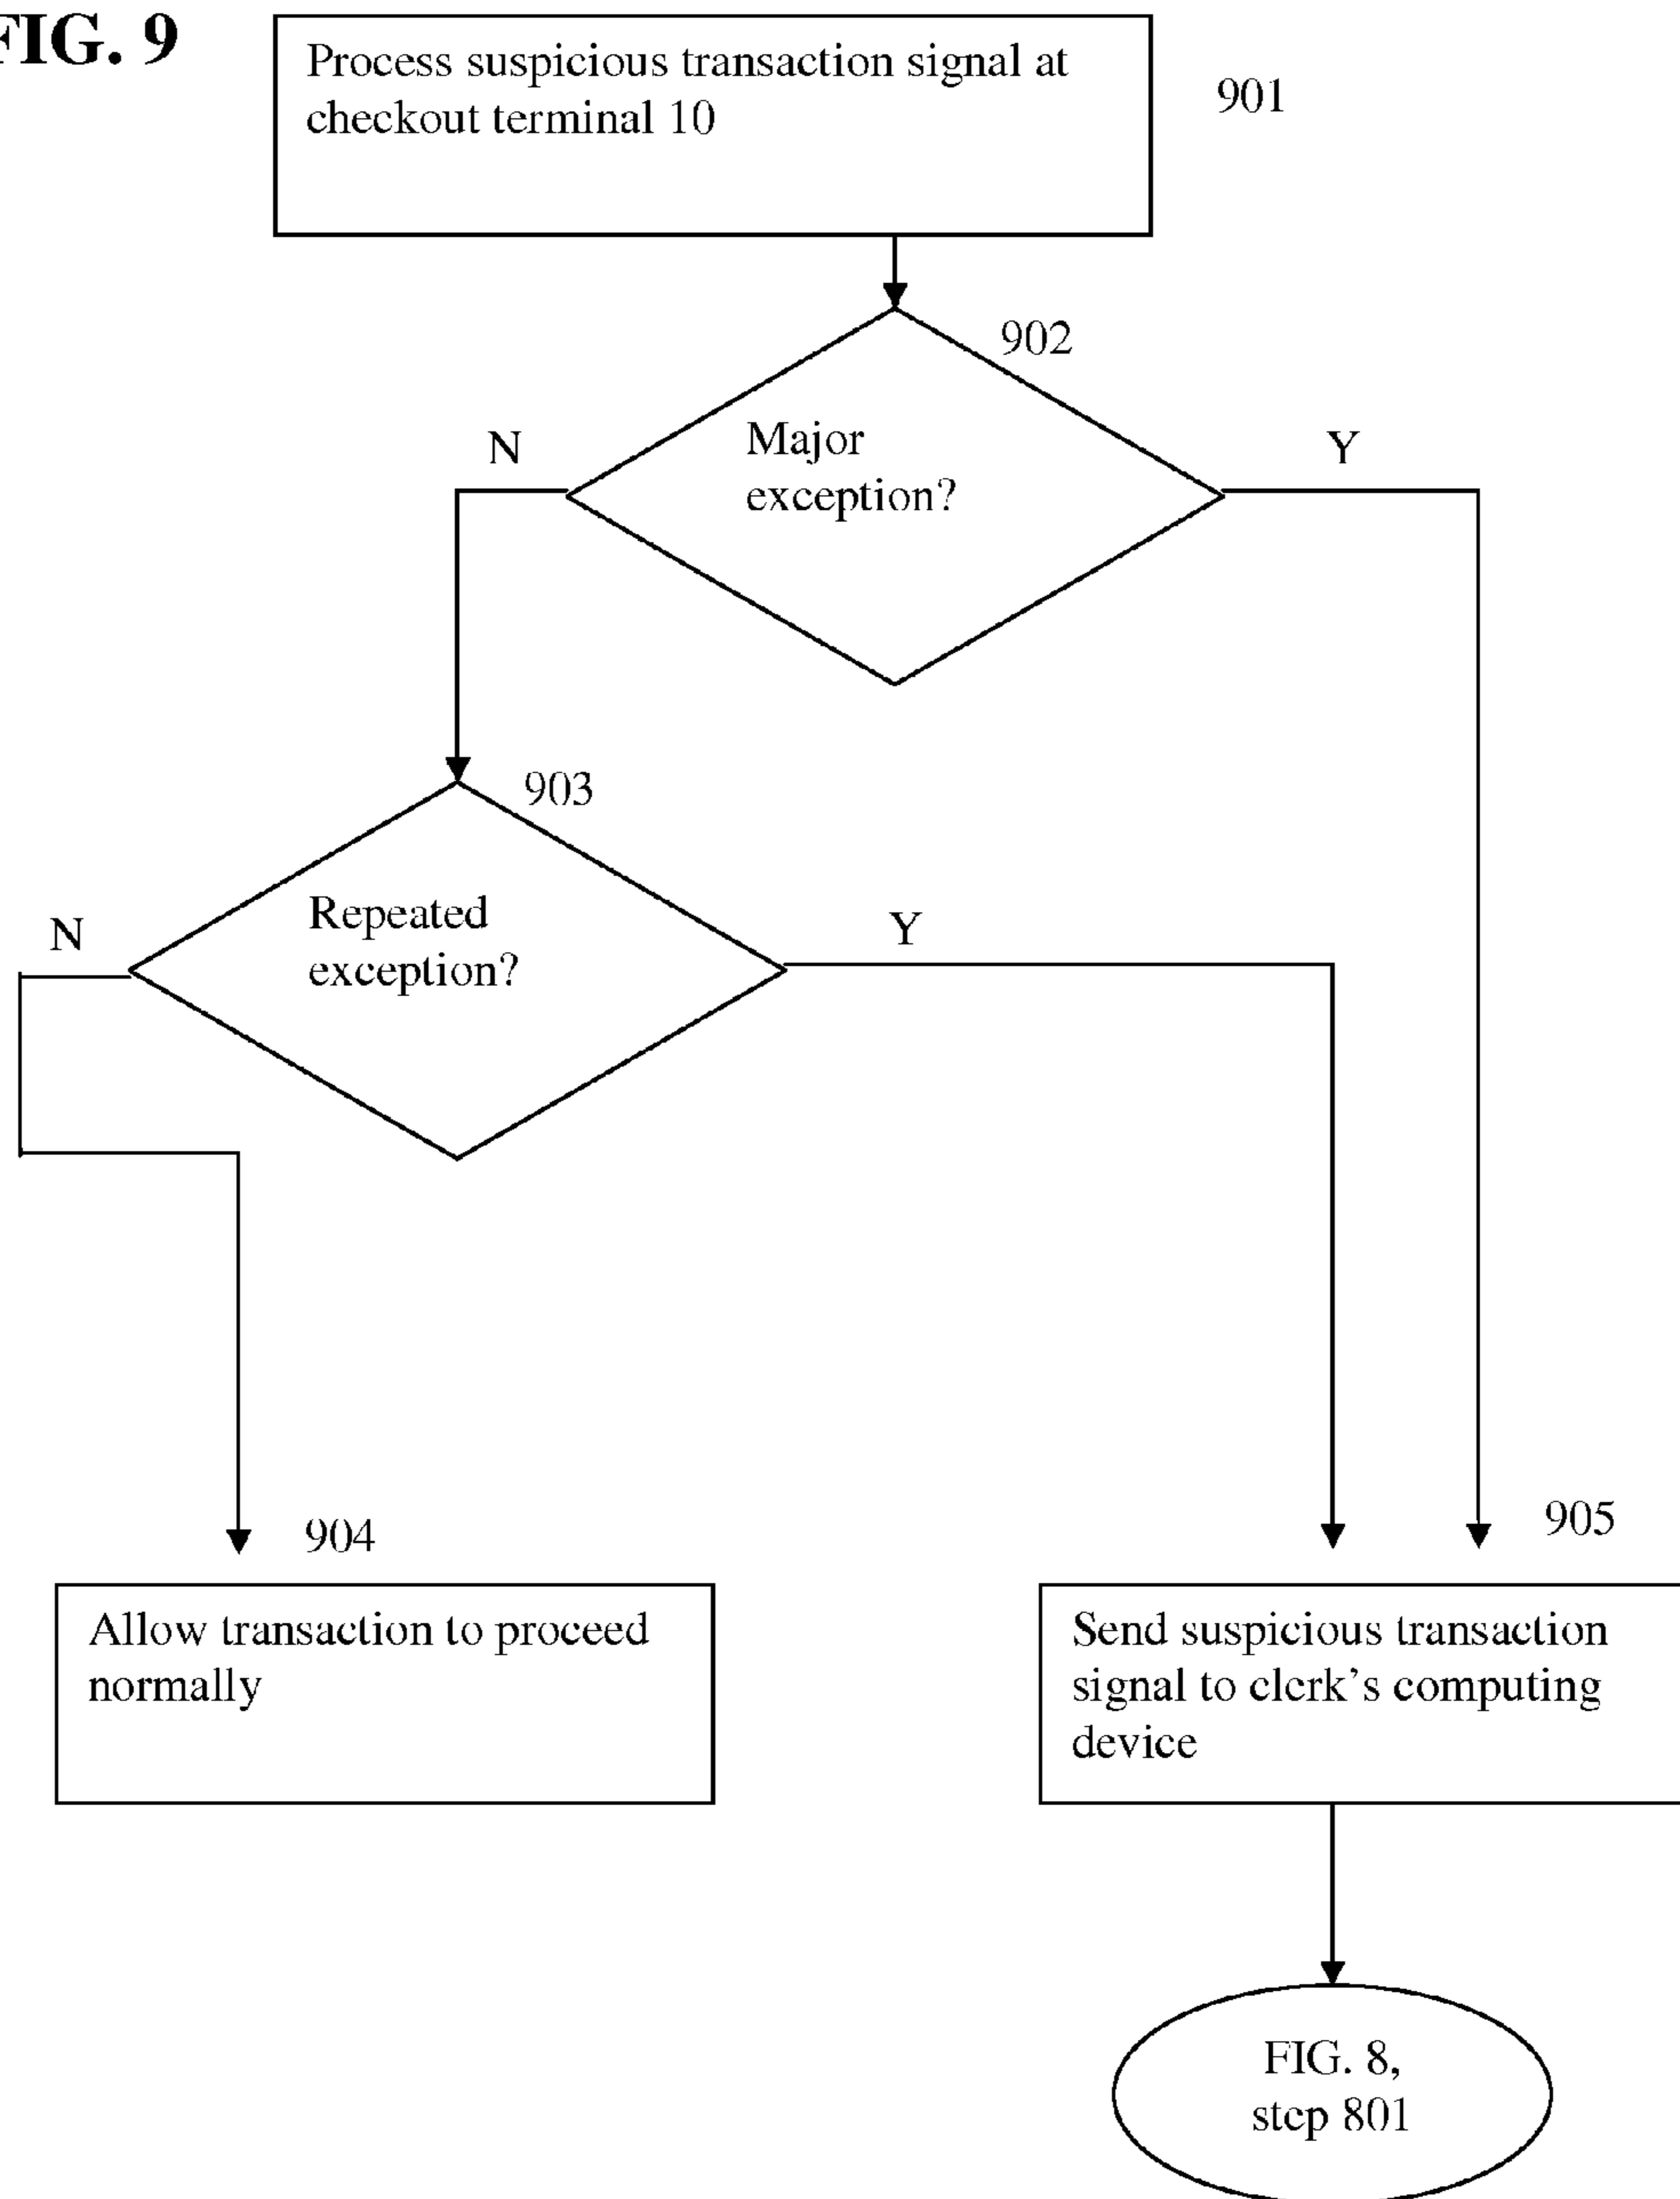 FIG. 9
Process suspicious transaction signal at
checkout terminal 10
901
902
N
Major
exception?
Y
903
N
Repeated
exception?
Y
904
905
Allow transaction to proceed
normally
Send suspicious transaction
signal to clerk's computing
device
FIG. 8,
step 801